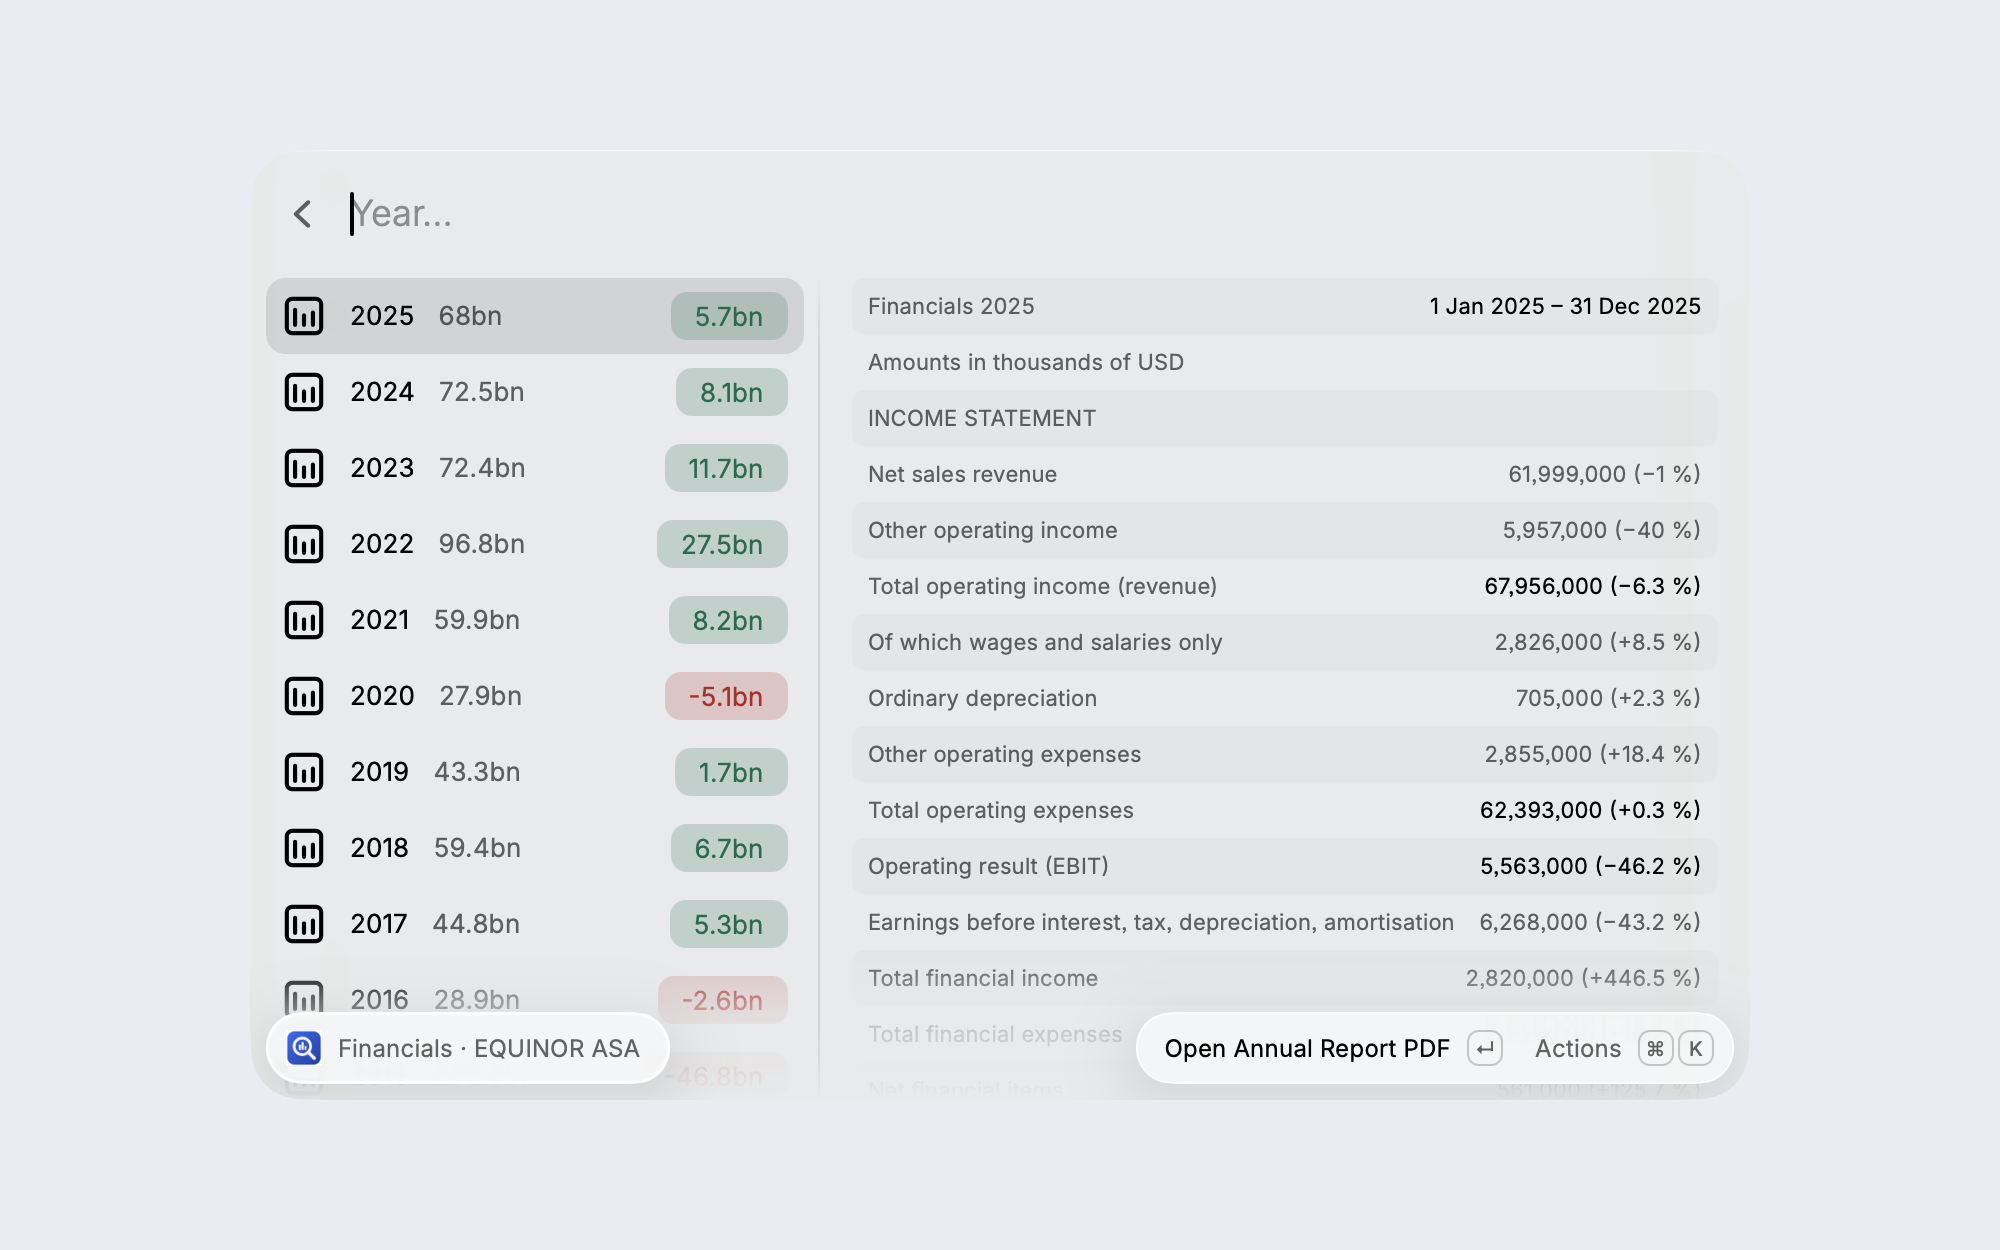 Year...
2025 68bn 5.7bn
2024 72.5bn 8.1bn
2023 72.4bn 11.7bn
2022 96.8bn 27.5bn
2021 59.9bn 8.2bn
2020 27.9bn -5.1bn
2019 43.3bn 1.7bn
2018 59.4bn 6.7bn
2017 44.8bn 5.3bn
2016 28.9bn -2.6bn
-46.8bn
Financials 2025 1 Jan 2025 – 31 Dec 2025
Amounts in thousands of USD
INCOME STATEMENT
Net sales revenue 61,999,000 (−1 %)
Other operating income 5,957,000 (−40 %)
Total operating income (revenue) 67,956,000 (−6.3 %)
Of which wages and salaries only 2,826,000 (+8.5 %)
Ordinary depreciation 705,000 (+2.3 %)
Other operating expenses 2,855,000 (+18.4 %)
Total operating expenses 62,393,000 (+0.3 %)
Operating result (EBIT) 5,563,000 (−46.2 %)
Earnings before interest, tax, depreciation, amortisation 6,268,000 (−43.2 %)
Total financial income 2,820,000 (+446.5 %)
Total financial expenses
Net financial items 561,000 (+125.7 %)
Financials · EQUINOR ASA
Open Annual Report PDF ↵ Actions ⌘ K